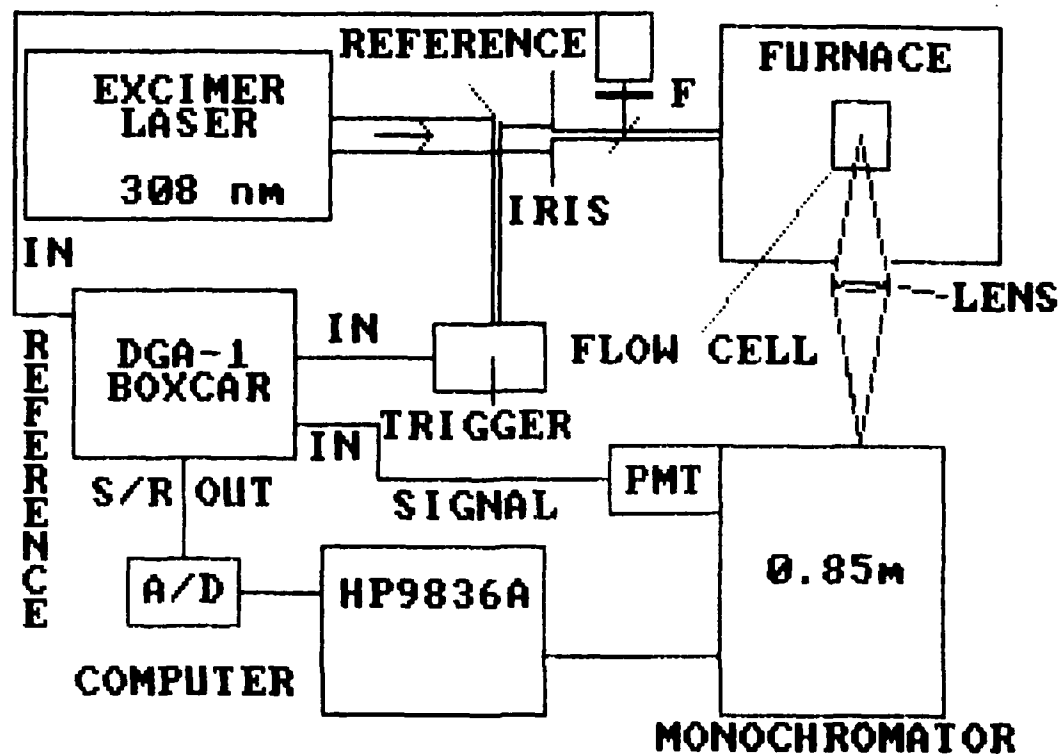 REFERENCE
EXCIMER
LASER
308 nm
F
FURNACE
IRIS
IN
LENS
FLOW CELL
DGA-1
BOXCAR
IN
TRIGGER
IN
REFERENCE
S/R OUT
SIGNAL
PMT
A/D
HP9836A
0.85m
COMPUTER
MONOCHROMATOR